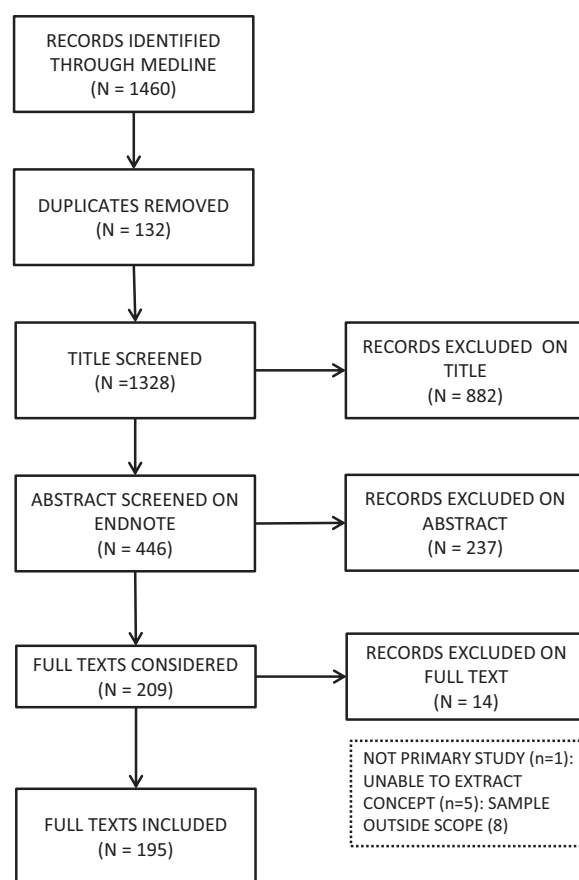 RECORDS IDENTIFIED
THROUGH MEDLINE
(N = 1460)
DUPLICATES REMOVED
(N = 132)
TITLE SCREENED
(N =1328)
RECORDS EXCLUDED ON
TITLE
(N = 882)
ABSTRACT SCREENED ON
ENDNOTE
(N = 446)
RECORDS EXCLUDED ON
ABSTRACT
(N = 237)
FULL TEXTS CONSIDERED
(N = 209)
RECORDS EXCLUDED ON
FULL TEXT
(N = 14)
NOT PRIMARY STUDY (n=1):
UNABLE TO EXTRACT
CONCEPT (n=5): SAMPLE
OUTSIDE SCOPE (8)
FULL TEXTS INCLUDED
(N = 195)